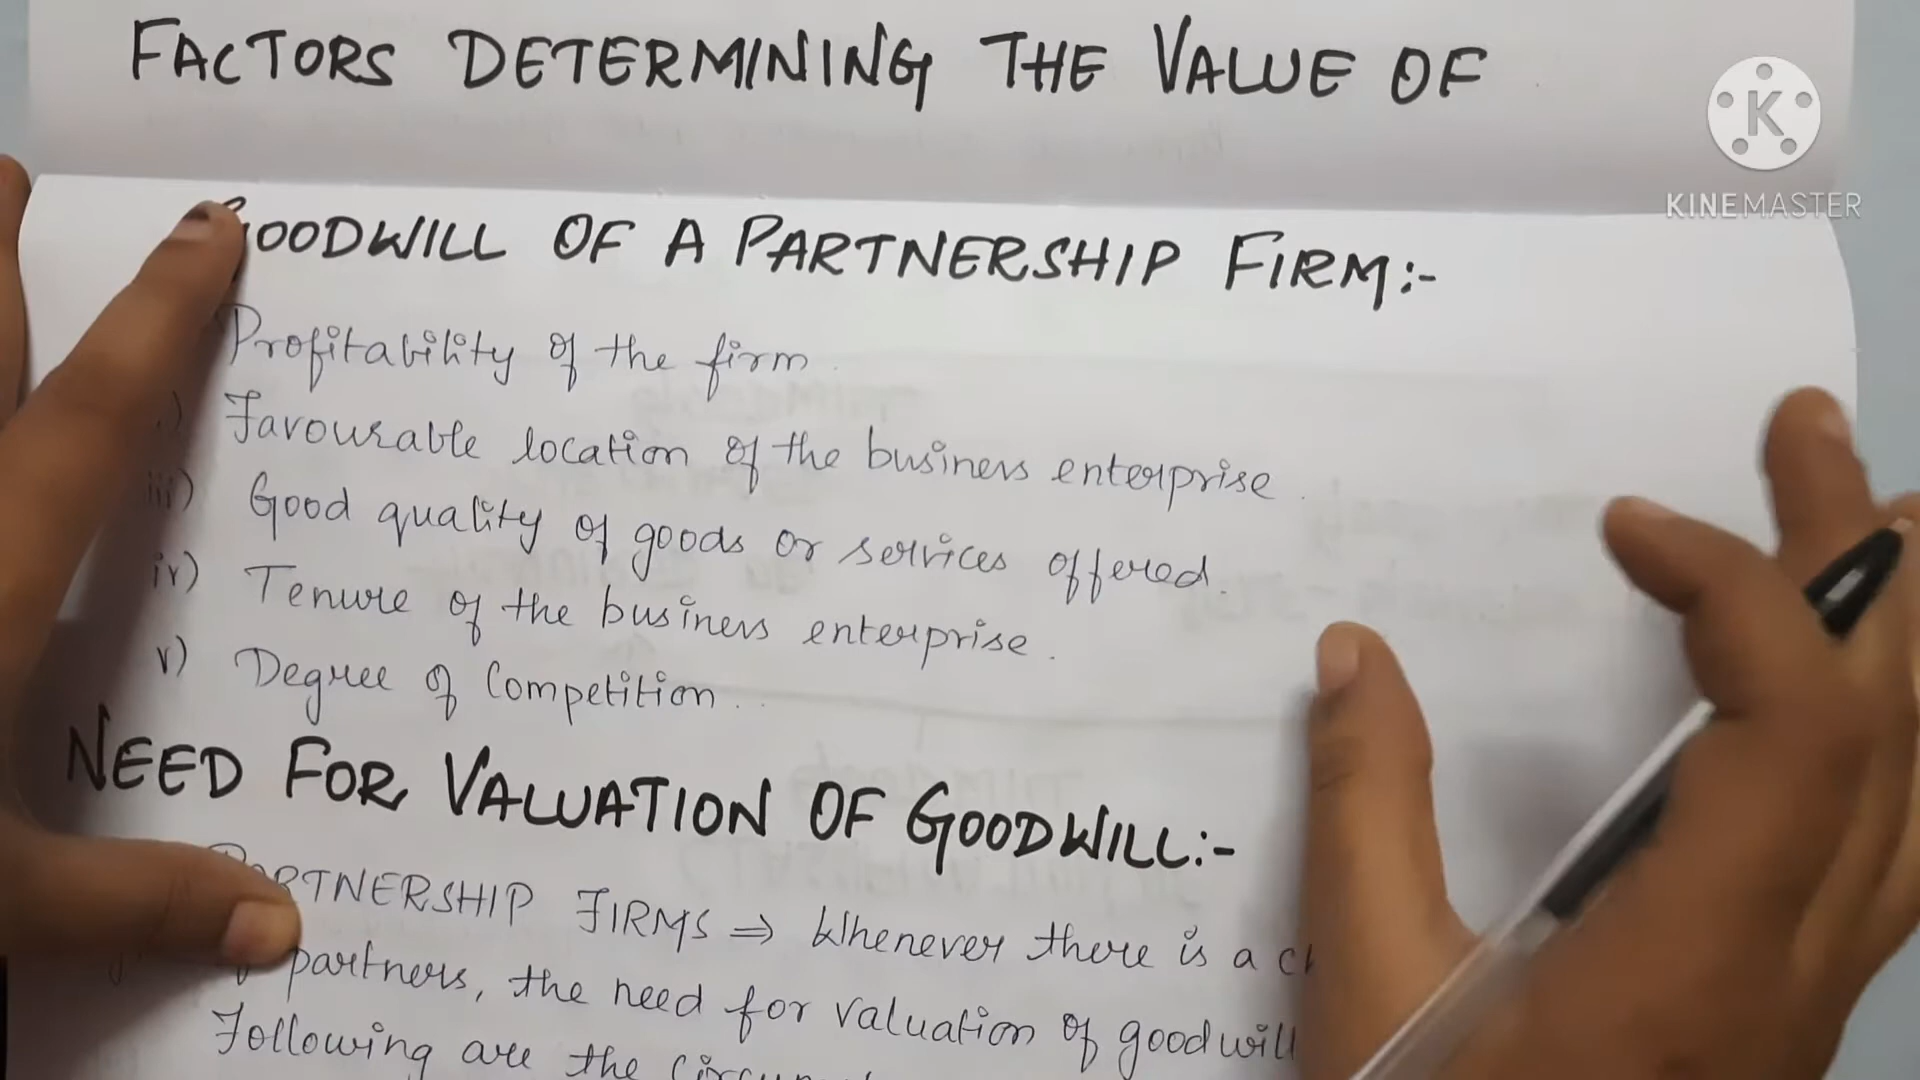 FACTORS DETERMINING THE VALUE OF
K
KINEMASTER
GOODWILL OF A PARTNERSHIP FIRM:-
Profitability of the firm.
Favourable location of the business enterprise.
iii) Good quality of goods or services offered.
iv) Tenure of the business enterprise.
v) Degree of Competition.
NEED FOR VALUATION OF GOODWILL:-
PARTNERSHIP FIRMS ⇒ Whenever there is a
partners, the need for valuation of goodwill
Following are the